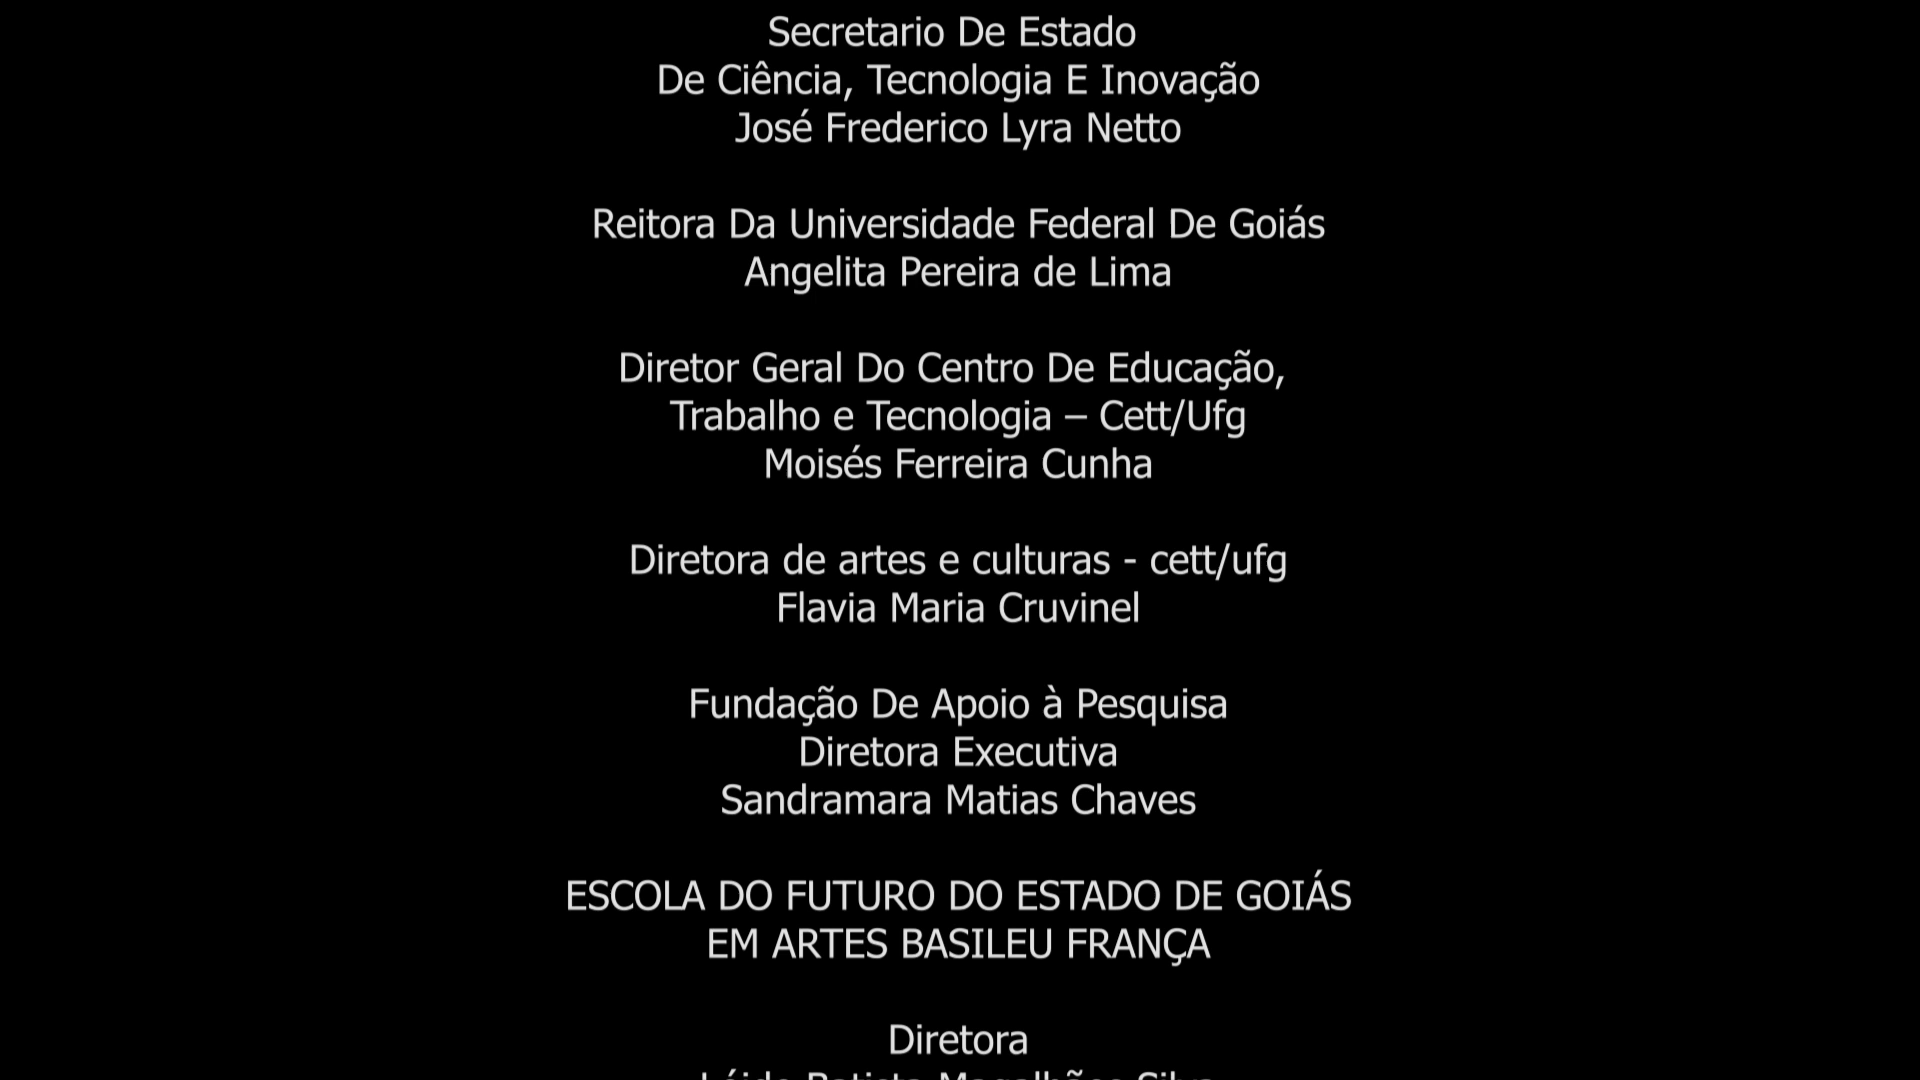 Secretario De Estado
De Ciência, Tecnologia E Inovação
José Frederico Lyra Netto
Reitora Da Universidade Federal De Goiás
Angelita Pereira de Lima
Diretor Geral Do Centro De Educação,
Trabalho e Tecnologia – Cett/Ufg
Moisés Ferreira Cunha
Diretora de artes e culturas - cett/ufg
Flavia Maria Cruvinel
Fundação De Apoio à Pesquisa
Diretora Executiva
Sandramara Matias Chaves
ESCOLA DO FUTURO DO ESTADO DE GOIÁS
EM ARTES BASILEU FRANÇA
Diretora